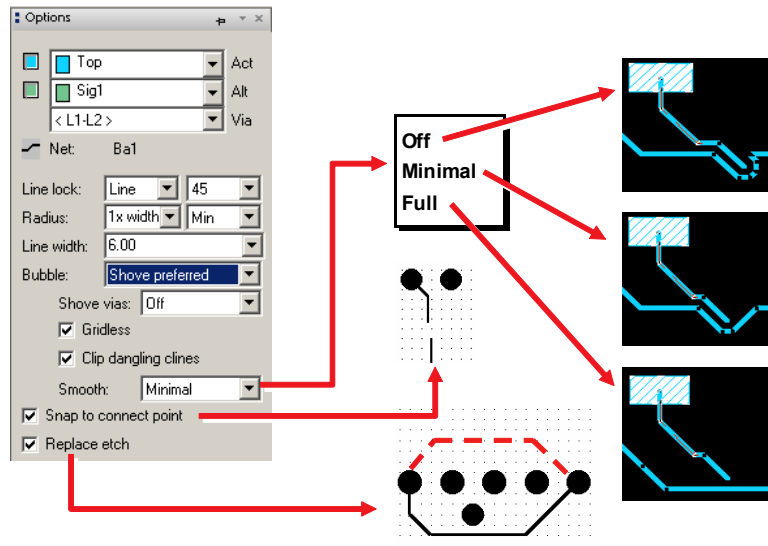 Options
Top Act
Sig1 Alt
< L1-L2 > Via
Net: Ba1
Line lock: Line 45
Radius: 1x width Min
Line width: 6.00
Bubble: Shove preferred
Shove vias: Off
Gridless
Clip dangling clines
Smooth: Minimal
Snap to connect point
Replace etch
Off
Minimal
Full